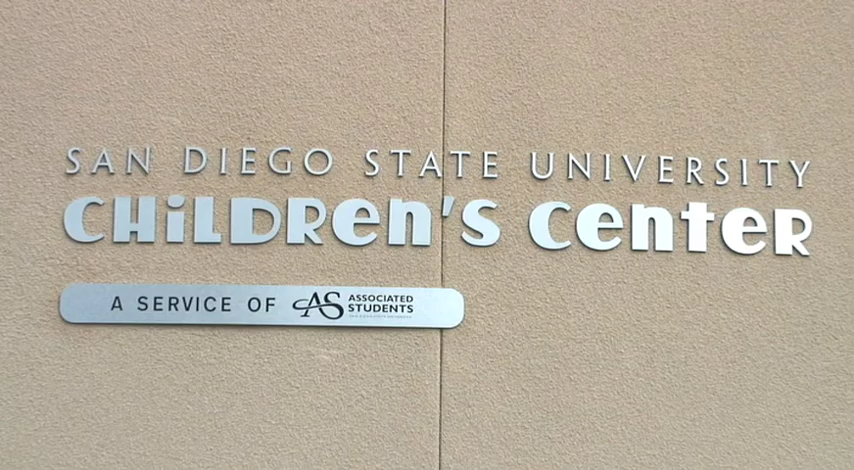 SAN DIEGO STATE UNIVERSITY
CHiLDRen's Center
A SERVICE OF AS ASSOCIATED
STUDENTS